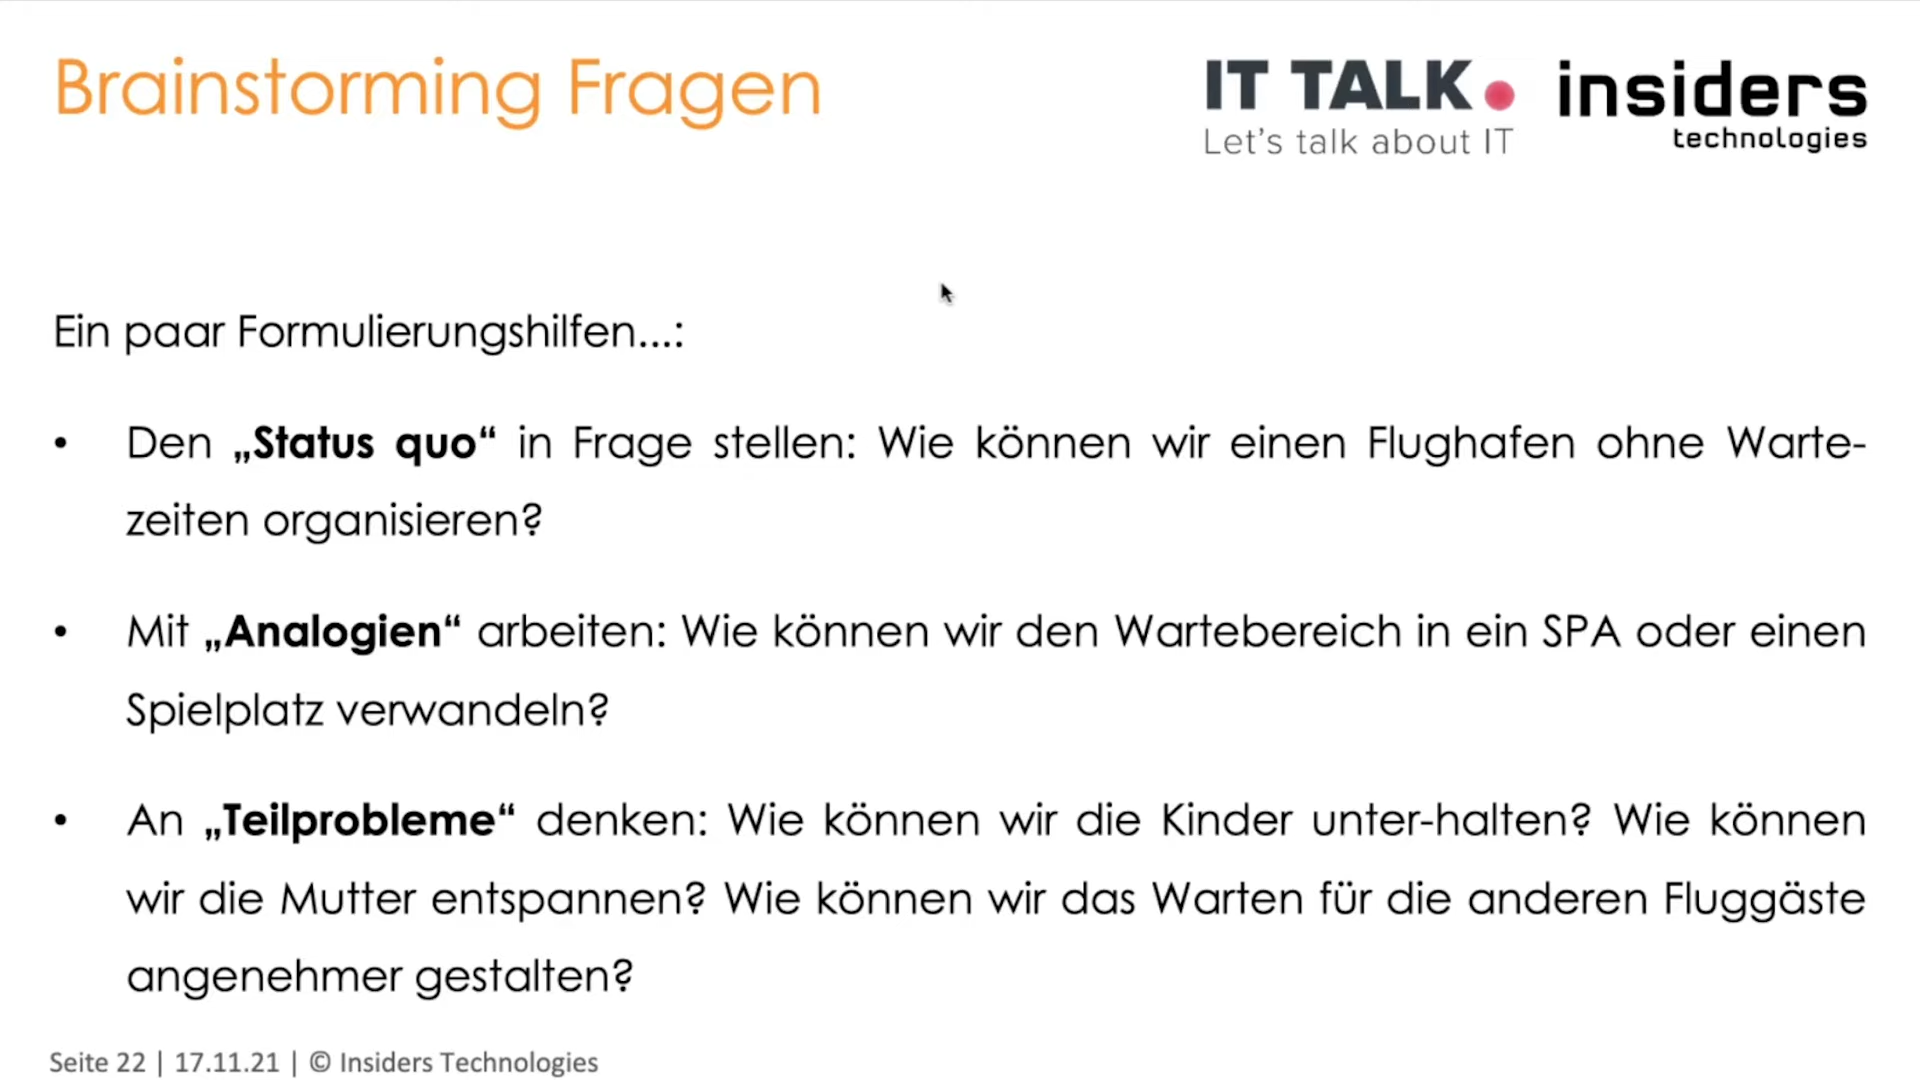 Brainstorming Fragen
IT TALK
Let's talk about IT
insiders
technologies
Ein paar Formulierungshilfen...:
• Den „Status quo“ in Frage stellen: Wie können wir einen Flughafen ohne Warte-
zeiten organisieren?
• Mit „Analogien“ arbeiten: Wie können wir den Wartebereich in ein SPA oder einen
Spielplatz verwandeln?
• An „Teilprobleme“ denken: Wie können wir die Kinder unter-halten? Wie können
wir die Mutter entspannen? Wie können wir das Warten für die anderen Fluggäste
angenehmer gestalten?
Seite 22 | 17.11.21 | © Insiders Technologies